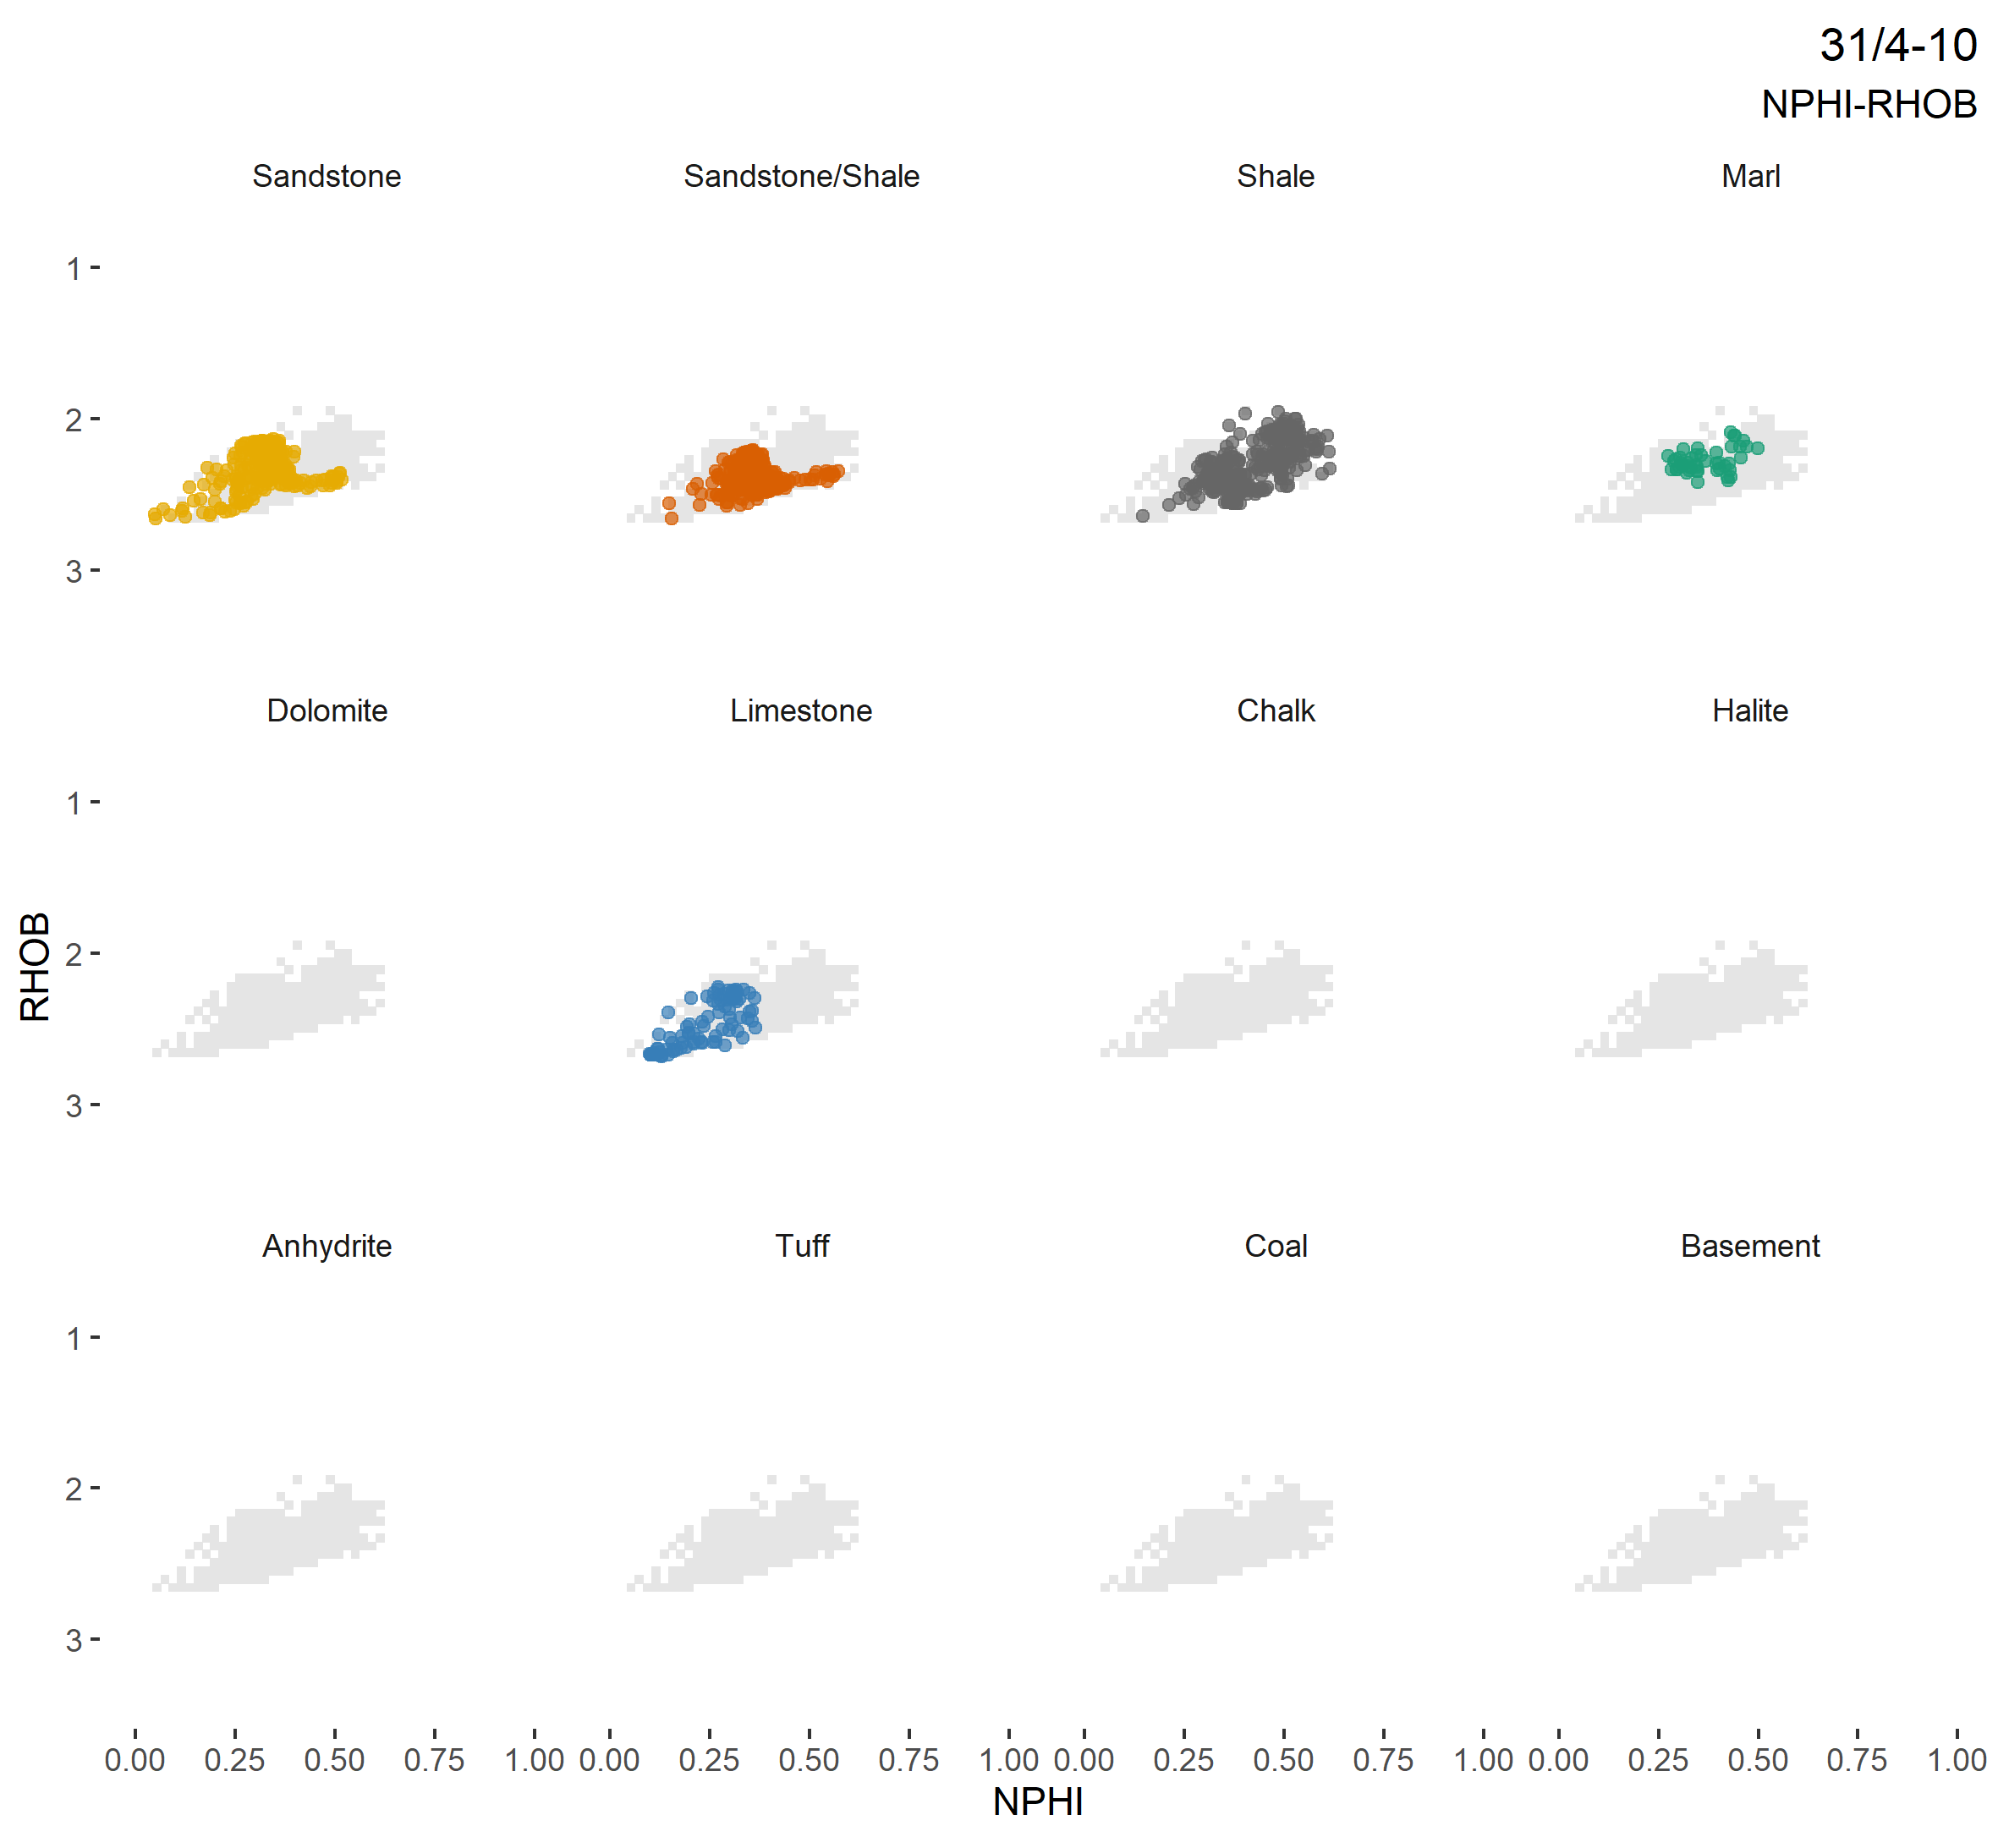 31/4-10
NPHI-RHOB
Sandstone Sandstone/Shale Shale Marl
1
2
3
Dolomite Limestone Chalk Halite
1
2
3
RHOB
Anhydrite Tuff Coal Basement
1
2
3
0.00 0.25 0.50 0.75 1.00 0.00 0.25 0.50 0.75 1.00 0.00 0.25 0.50 0.75 1.00 0.00 0.25 0.50 0.75 1.00
NPHI